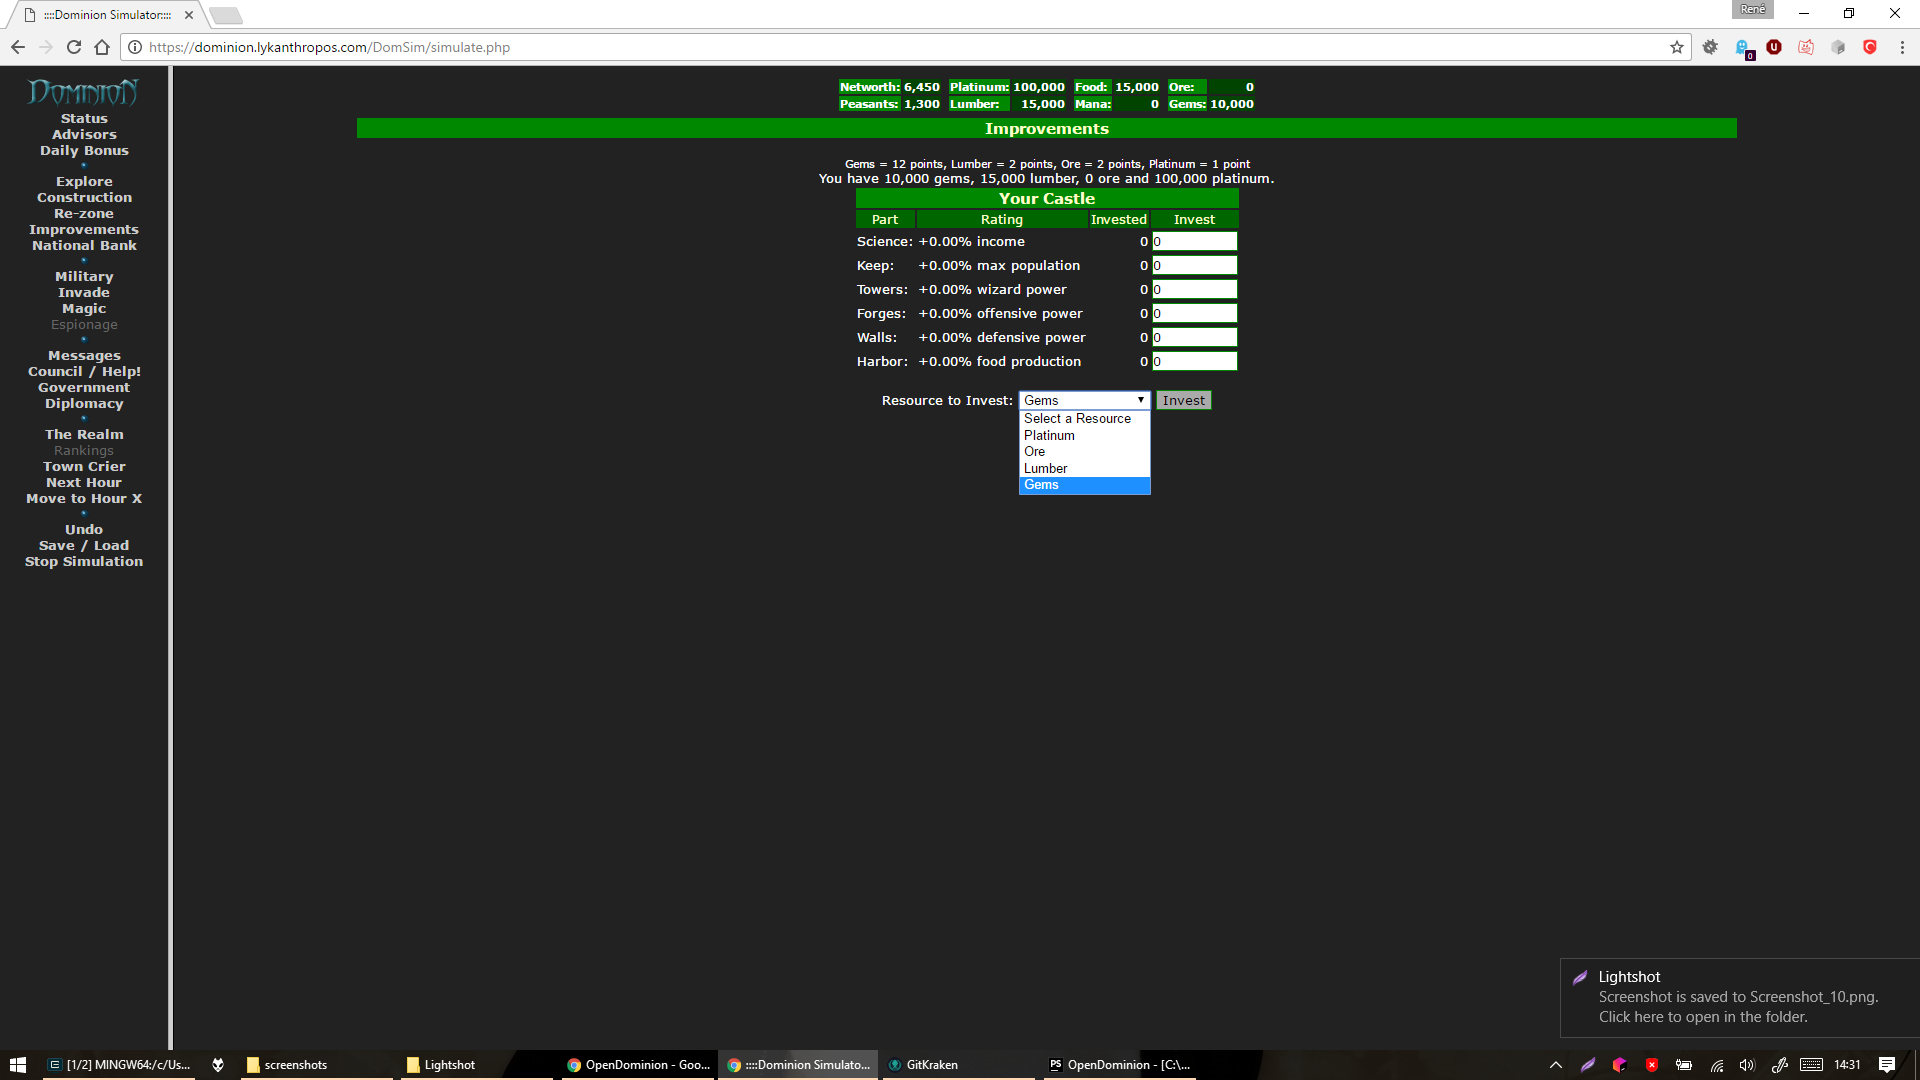 ::::Dominion Simulator::::
René
https://dominion.lykanthropos.com/DomSim/simulate.php
0
DOMINION
Status
Advisors
Daily Bonus
Explore
Construction
Re-zone
Improvements
National Bank
Military
Invade
Magic
Espionage
Messages
Council / Help!
Government
Diplomacy
The Realm
Rankings
Town Crier
Next Hour
Move to Hour X
Undo
Save / Load
Stop Simulation
Networth: 6,450 Platinum: 100,000 Food: 15,000 Ore: 0
Peasants: 1,300 Lumber: 15,000 Mana: 0 Gems: 10,000
Improvements
Gems = 12 points, Lumber = 2 points, Ore = 2 points, Platinum = 1 point
You have 10,000 gems, 15,000 lumber, 0 ore and 100,000 platinum.
Your Castle
Part Rating Invested Invest
Science: +0.00% income 0 0
Keep: +0.00% max population 0 0
Towers: +0.00% wizard power 0 0
Forges: +0.00% offensive power 0 0
Walls: +0.00% defensive power 0 0
Harbor: +0.00% food production 0 0
Resource to Invest: Gems Invest
Select a Resource
Platinum
Ore
Lumber
Gems
Lightshot
Screenshot is saved to Screenshot_10.png.
Click here to open in the folder.
[1/2] MINGW64:/c/Us... screenshots Lightshot OpenDominion - Goo... ::::Dominion Simulato... GitKraken PS OpenDominion - [C:\... 14:31